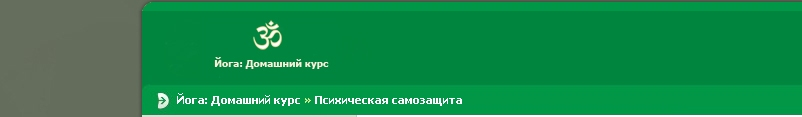 ॐ
Йога: Домашний курс
Йога: Домашний курс » Психическая самозащита